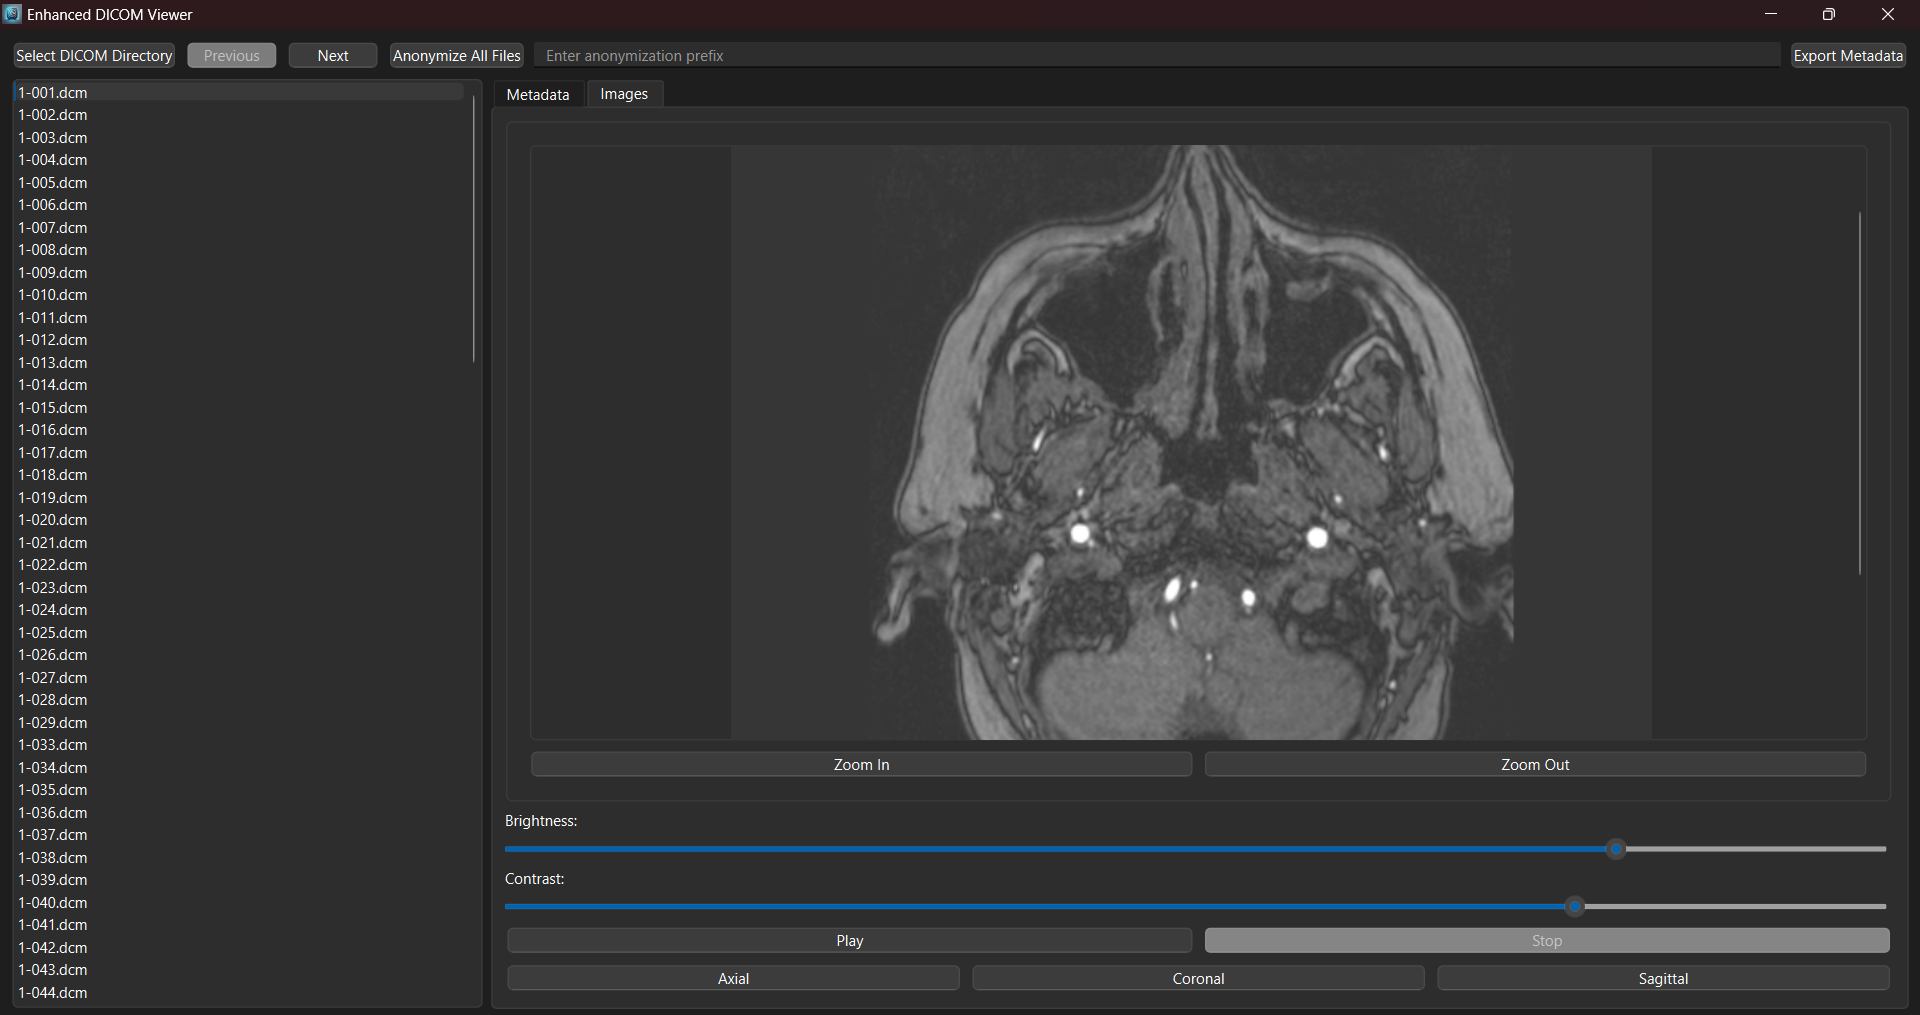 Enhanced DICOM Viewer
Select DICOM Directory Previous Next Anonymize All Files Enter anonymization prefix Export Metadata
1-001.dcm
1-002.dcm
1-003.dcm
1-004.dcm
1-005.dcm
1-006.dcm
1-007.dcm
1-008.dcm
1-009.dcm
1-010.dcm
1-011.dcm
1-012.dcm
1-013.dcm
1-014.dcm
1-015.dcm
1-016.dcm
1-017.dcm
1-018.dcm
1-019.dcm
1-020.dcm
1-021.dcm
1-022.dcm
1-023.dcm
1-024.dcm
1-025.dcm
1-026.dcm
1-027.dcm
1-028.dcm
1-029.dcm
1-033.dcm
1-034.dcm
1-035.dcm
1-036.dcm
1-037.dcm
1-038.dcm
1-039.dcm
1-040.dcm
1-041.dcm
1-042.dcm
1-043.dcm
1-044.dcm
Metadata Images
Zoom In Zoom Out
Brightness:
Contrast:
Play Stop
Axial Coronal Sagittal